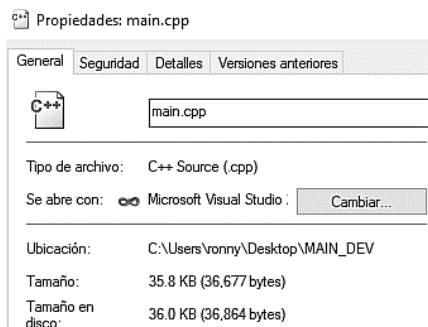 Propiedades: main.cpp
General Seguridad Detalles Versiones anteriores
C++
main.cpp
Tipo de archivo: C++ Source (.cpp)
Se abre con: Microsoft Visual Studio Cambiar...
Ubicación: C:\Users\ronny\Desktop\MAIN_DEV
Tamaño: 35.8 KB (36,677 bytes)
Tamaño en
disco: 36.0 KB (36,864 bytes)